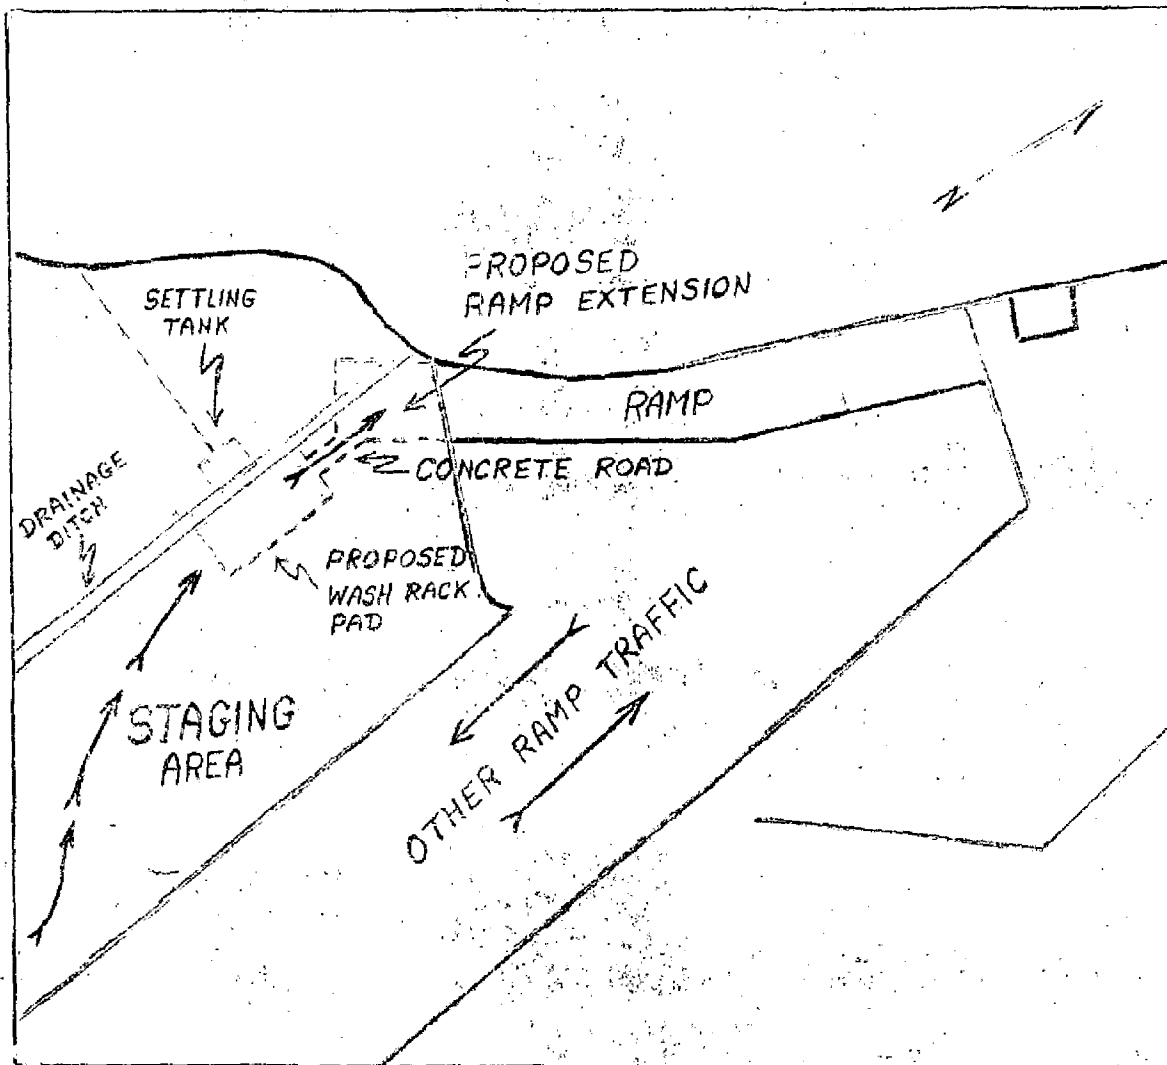 N
PROPOSED
RAMP EXTENSION
SETTLING
TANK
RAMP
CONCRETE ROAD
DRAINAGE
DITCH
PROPOSED
WASH RACK
PAD
STAGING
AREA
OTHER RAMP TRAFFIC